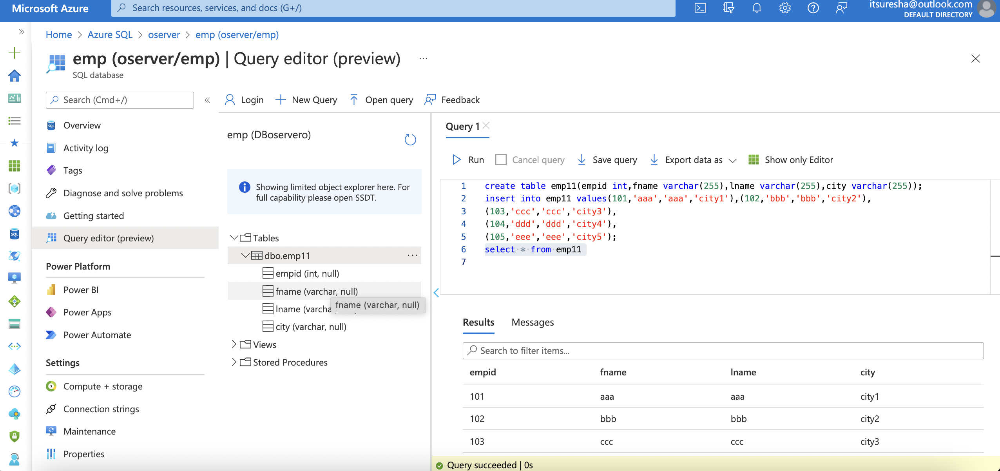 Microsoft Azure
Search resources, services, and docs (G+/)
itsuresha@outlook.com
DEFAULT DIRECTORY
Home > Azure SQL > oserver > emp (oserver/emp)
emp (oserver/emp) | Query editor (preview) ...
SQL database
Search (Cmd+/)
Overview
Activity log
Tags
Diagnose and solve problems
Getting started
Query editor (preview)
Power Platform
Power BI
Power Apps
Power Automate
Settings
Compute + storage
Connection strings
Maintenance
Properties
Login
New Query
Open query
Feedback
emp (DBoservero)
Showing limited object explorer here. For
full capability please open SSDT.
Tables
dbo.emp11 ...
empid (int, null)
fname (varchar, null)
fname (varchar, null)
lname (varcha
city (varchar, null)
Views
Stored Procedures
Query 1
Run
Cancel query
Save query
Export data as
Show only Editor
1 create table emp11(empid int,fname varchar(255),lname varchar(255),city varchar(255));
2 insert into emp11 values(101,'aaa','aaa','city1'),(102,'bbb','bbb','city2'),
3 (103,'ccc','ccc','city3'),
4 (104,'ddd','ddd','city4'),
5 (105,'eee','eee','city5');
6 select * from emp11
7
Results Messages
Search to filter items...
empid fname lname city
101 aaa aaa city1
102 bbb bbb city2
103 ccc ccc city3
Query succeeded | 0s